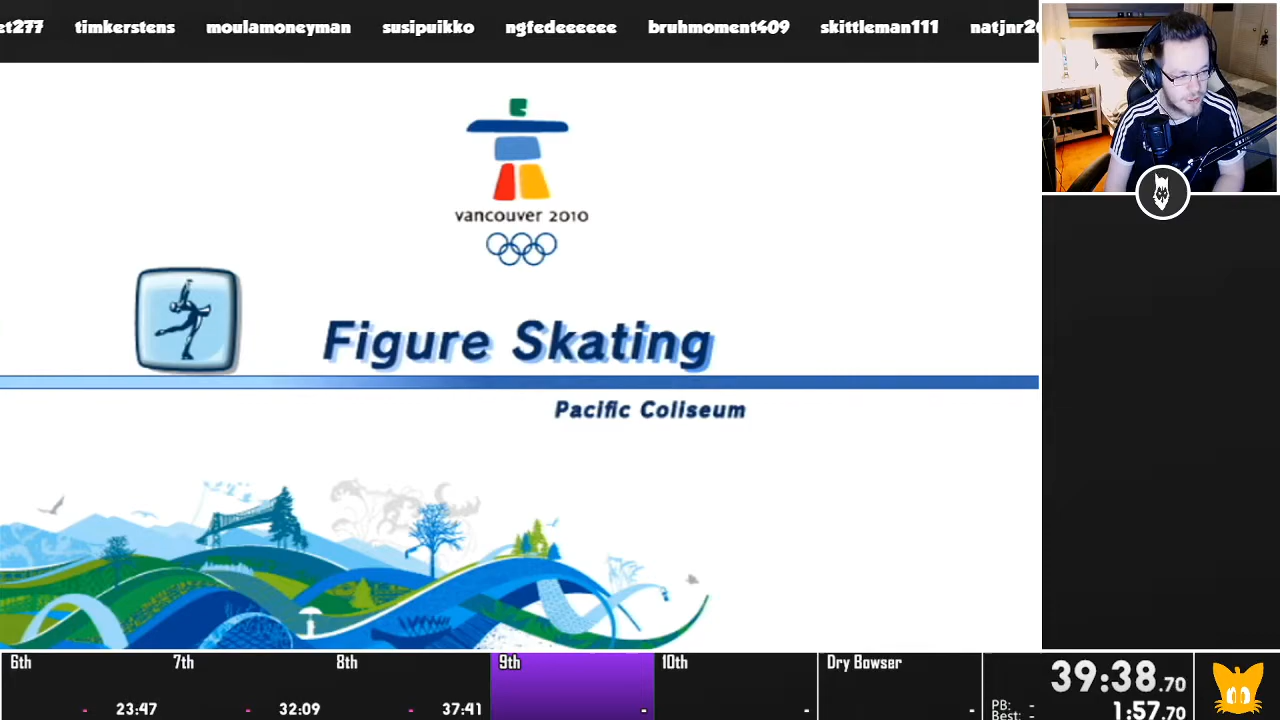 et277 timkerstens moulamoneyman susipuikko ngfedeeeeee bruhmoment409 skittleman111 natjnr20
vancouver 2010
Figure Skating
Pacific Coliseum
6th 7th 8th 9th 10th Dry Bowser
- 23:47 - 32:09 - 37:41 - - -
39:38.70
PB: -
Best: - 1:57.70